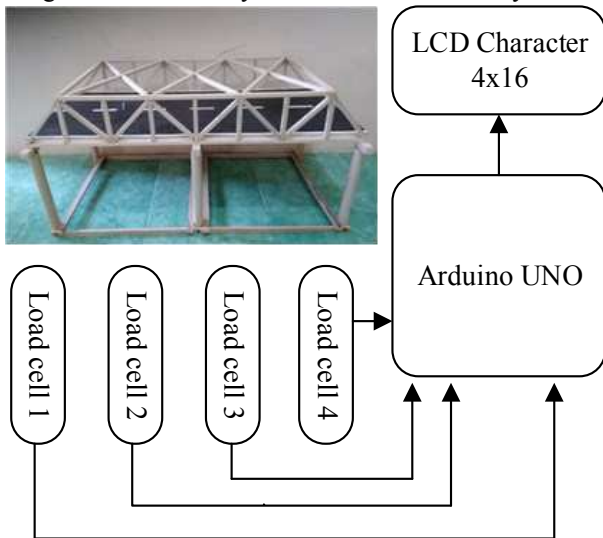 LCD Character
4x16
Arduino UNO
Load cell 1
Load cell 2
Load cell 3
Load cell 4